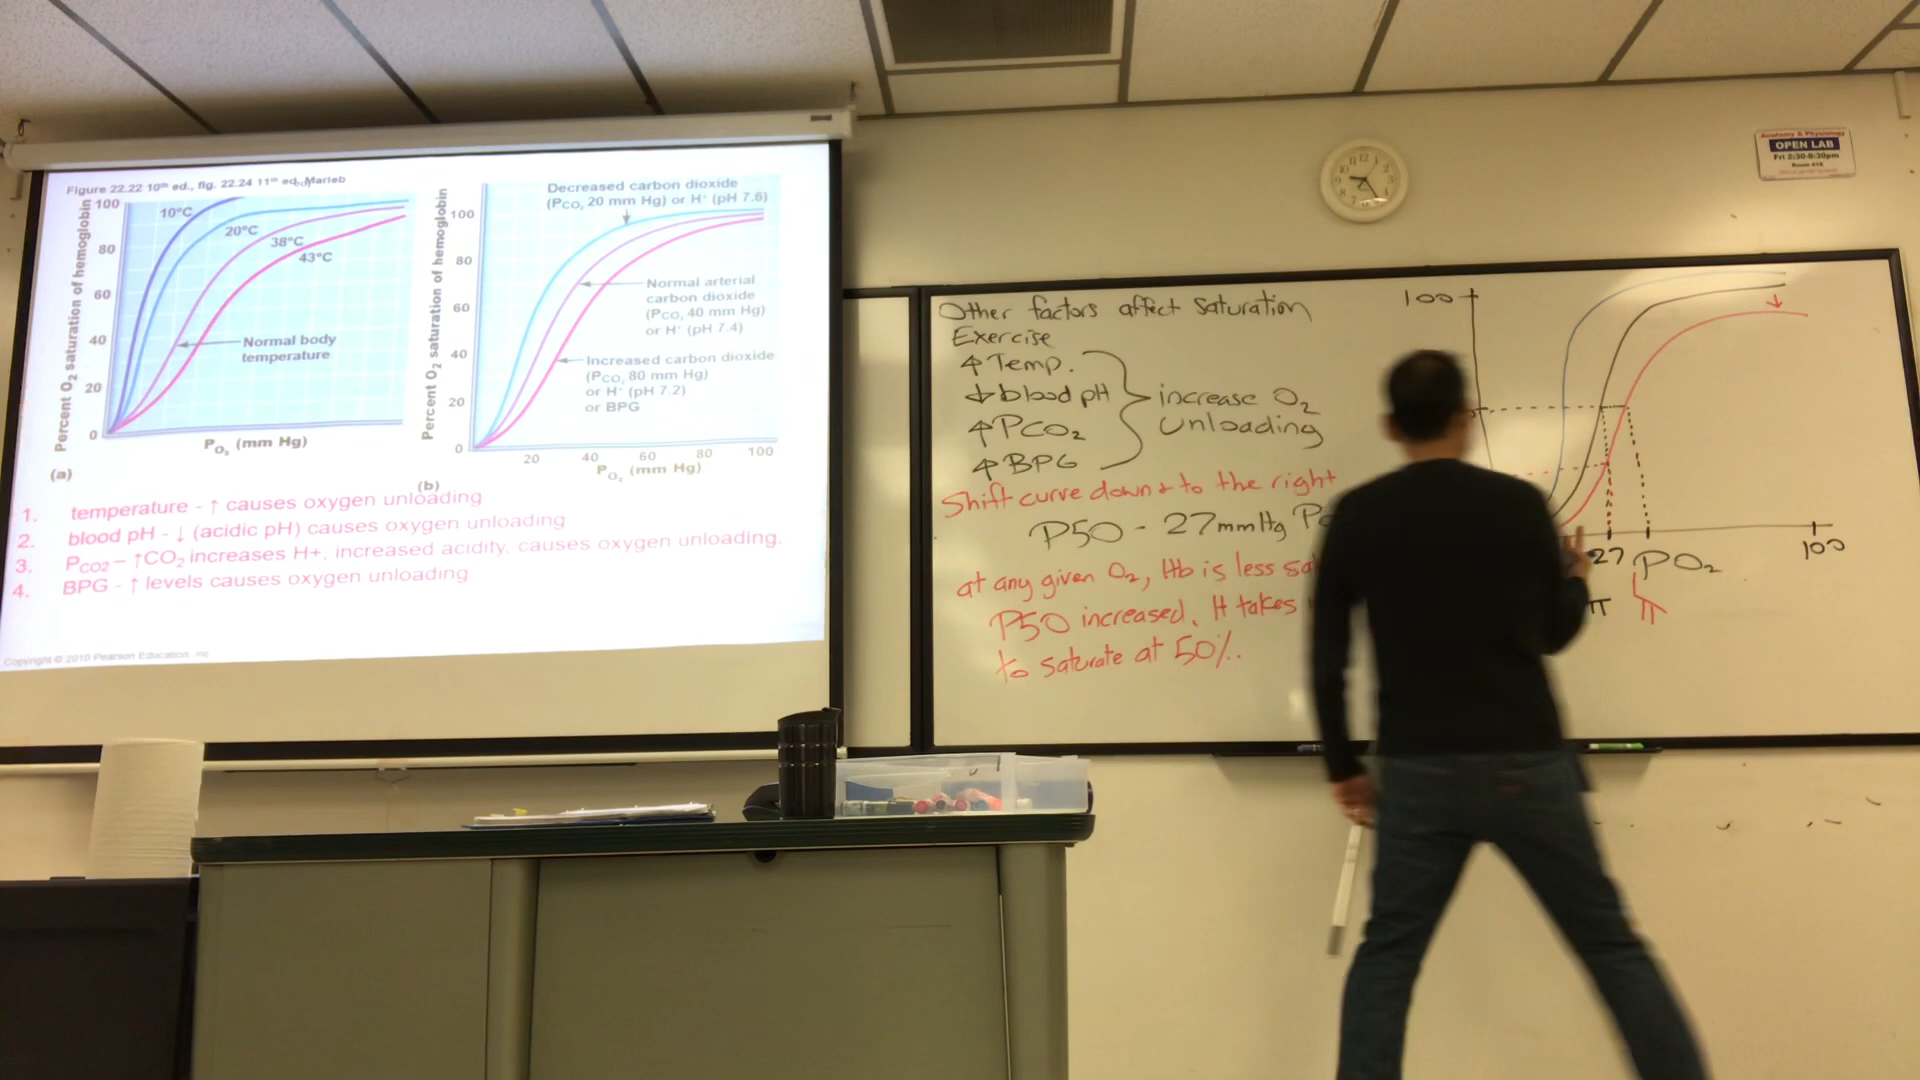 Figure 22.22 10th ed., fig. 22.24 11th ed., Marieb
Percent O2 saturation of hemoglobin
100
80
60
40
20
0
10°C
20°C
38°C
43°C
Normal body
temperature
PO2 (mm Hg)
(a)
Percent O2 saturation of hemoglobin
100
80
60
40
20
0
Decreased carbon dioxide
(PCO2 20 mm Hg) or H+ (pH 7.6)
Normal arterial
carbon dioxide
(PCO2 40 mm Hg)
or H+ (pH 7.4)
Increased carbon dioxide
(PCO2 80 mm Hg)
or H+ (pH 7.2)
or BPG
20 40 60 80 100
PO2 (mm Hg)
(b)
1. temperature - ↑ causes oxygen unloading
2. blood pH - ↓ (acidic pH) causes oxygen unloading
3. PCO2 – ↑CO2 increases H+, increased acidity, causes oxygen unloading.
4. BPG - ↑ levels causes oxygen unloading
Copyright © 2010 Pearson Education, Inc
12
Anatomy & Physiology
OPEN LAB
Fri 2:30-8:30pm
Other factors affect saturation
Exercise
↑Temp.
↓blood pH
↑PCO2
↑BPG
increase O2
unloading
Shift curve down & to the right
P50 - 27mmHg
at any given O2, Hb is less
P50 increased. It takes
to saturate at 50%.
100
27 PO2
100